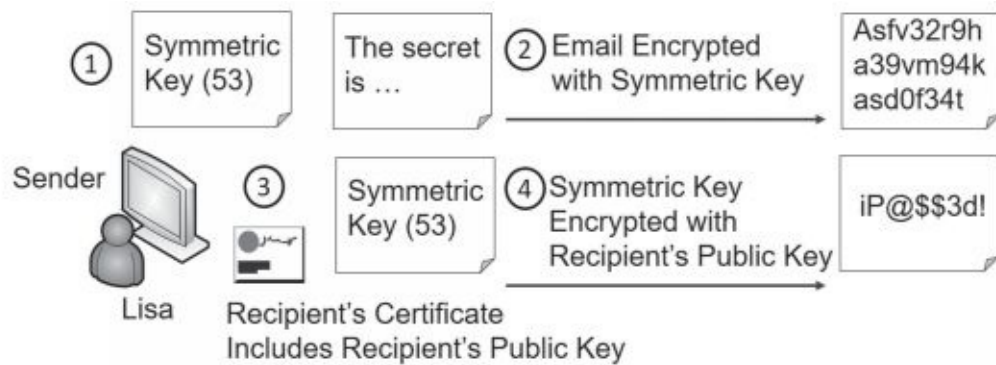 1
Symmetric
Key (53)
The secret
is ...
2
Email Encrypted
with Symmetric Key
Asfv32r9h
a39vm94k
asd0f34t
Sender
Lisa
3
Recipient's Certificate
Includes Recipient's Public Key
Symmetric
Key (53)
4
Symmetric Key
Encrypted with
Recipient's Public Key
iP@$$3d!